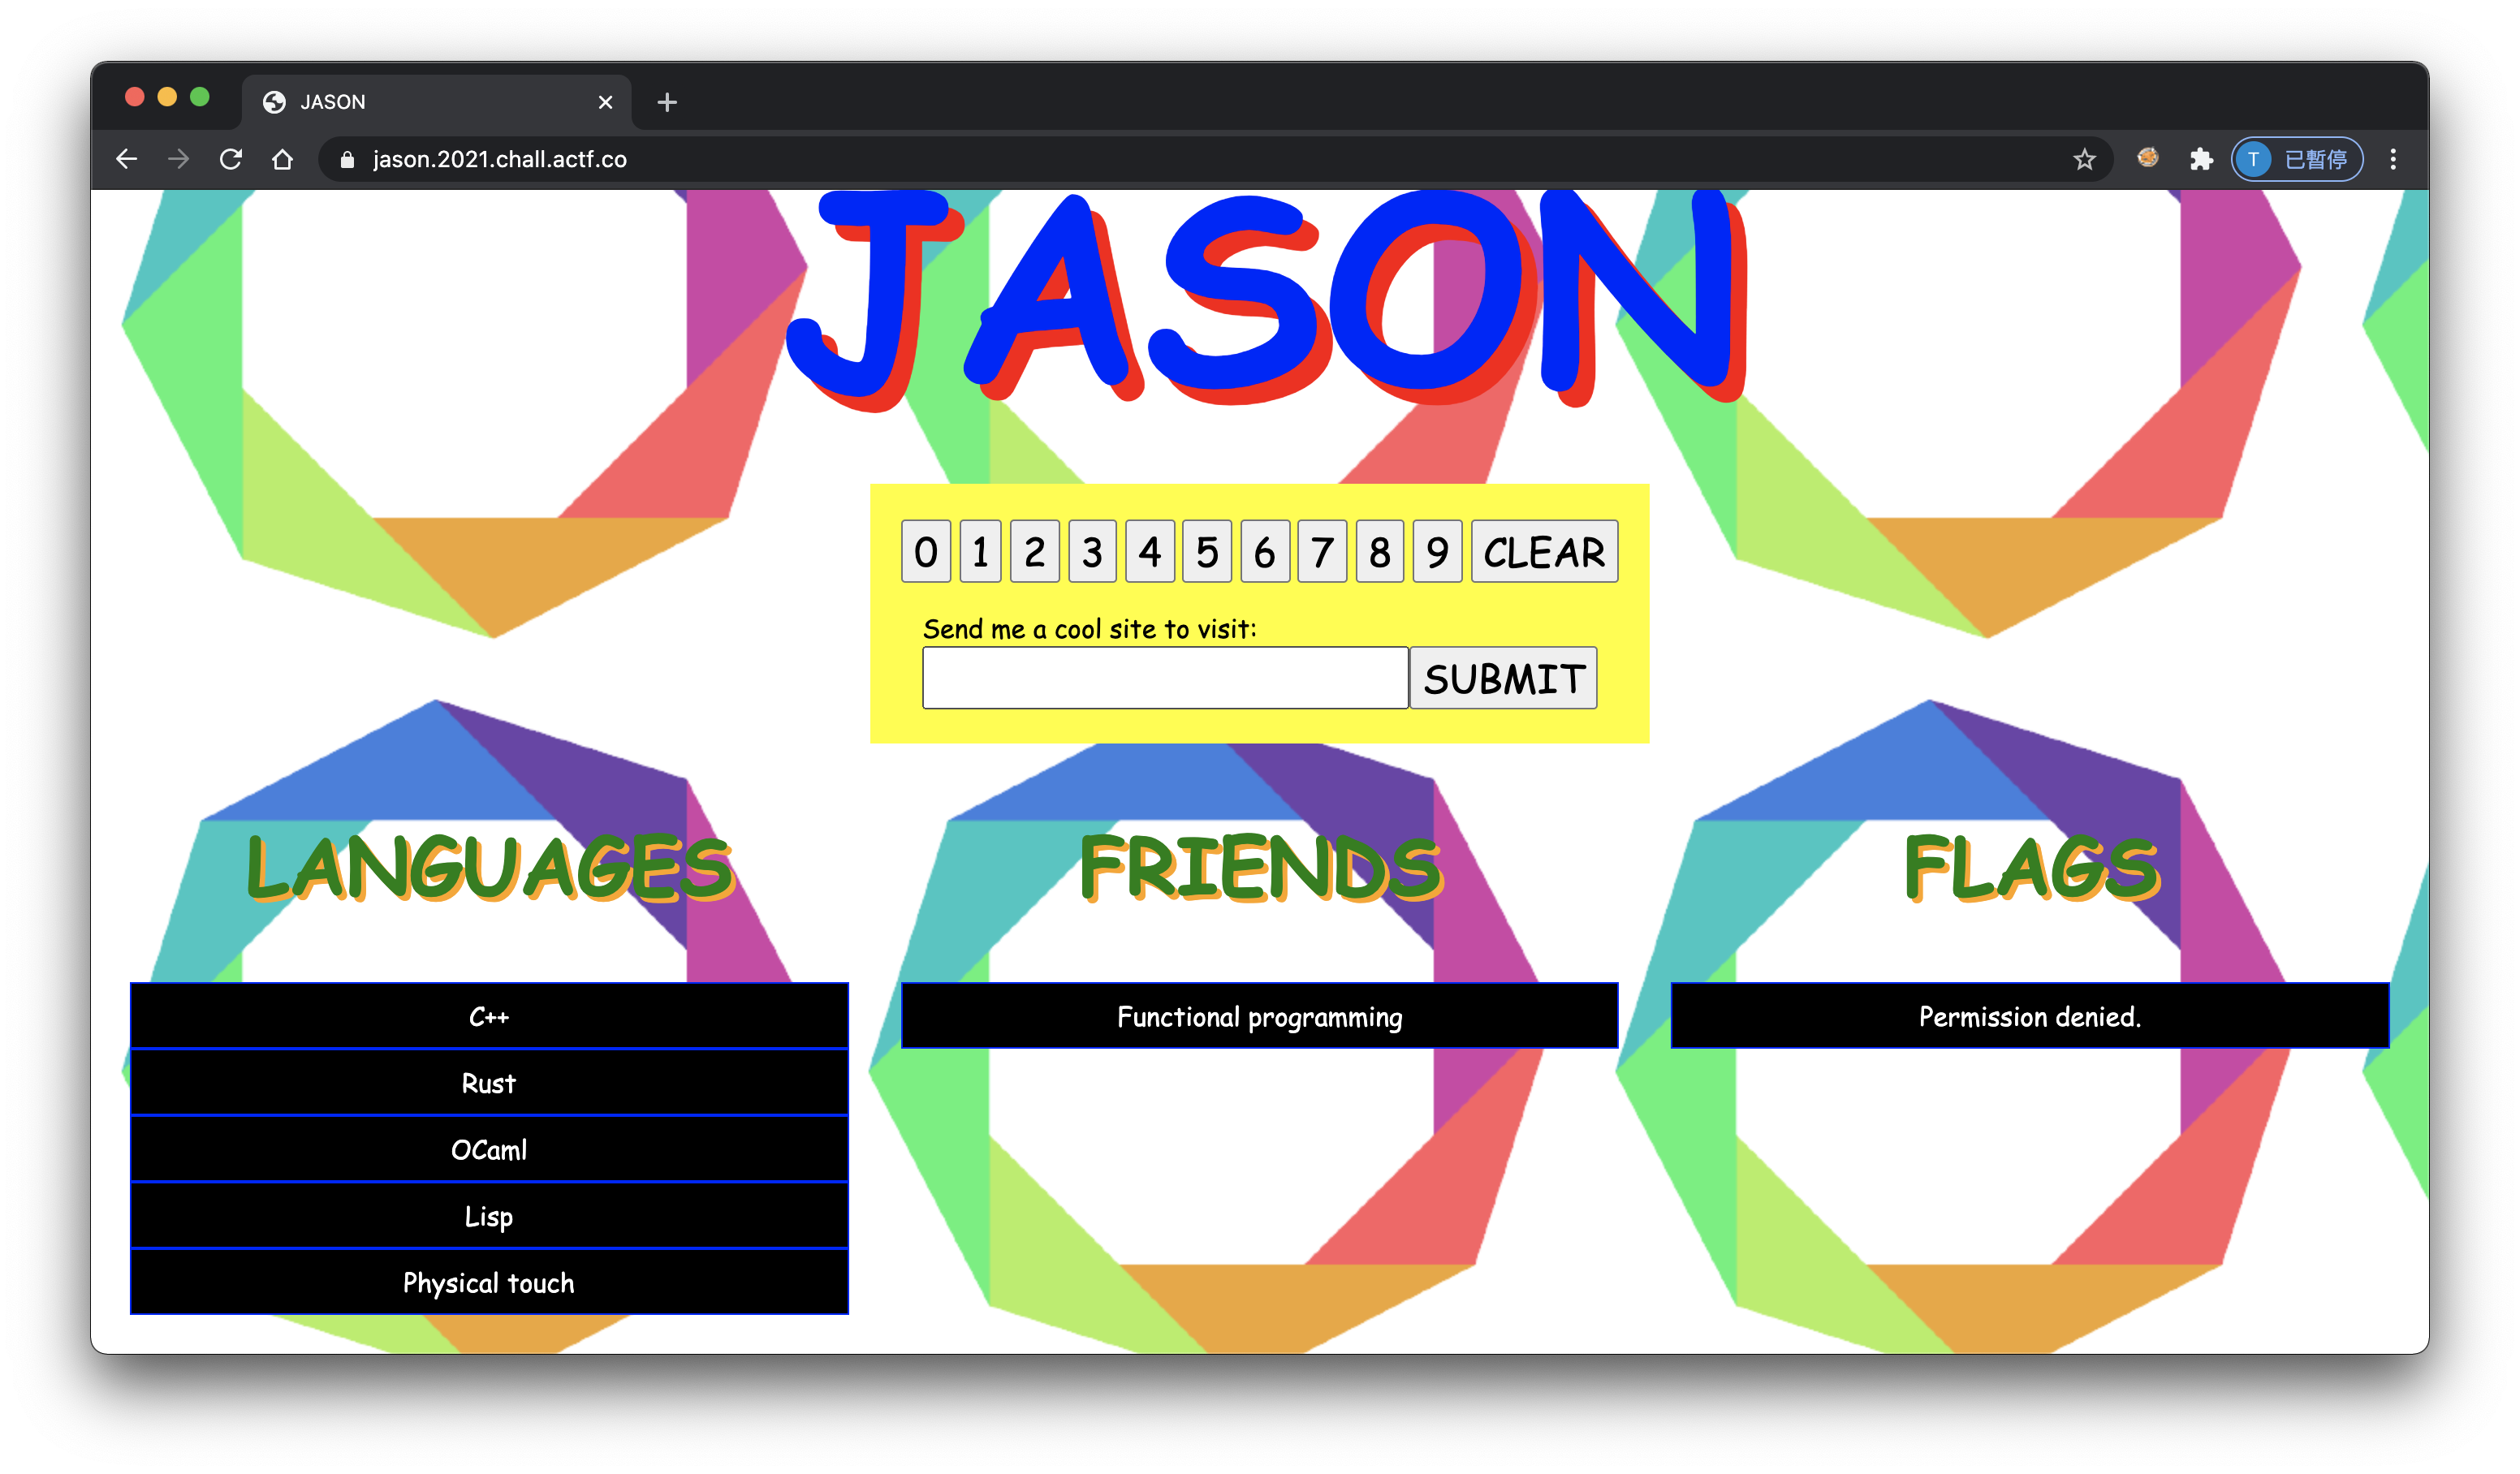 JASON
jason.2021.chall.actf.co
T 已暫停
JASON
0 1 2 3 4 5 6 7 8 9 CLEAR
Send me a cool site to visit:
SUBMIT
LANGUAGES
C++
Rust
OCaml
Lisp
Physical touch
FRIENDS
Functional programming
FLAGS
Permission denied.